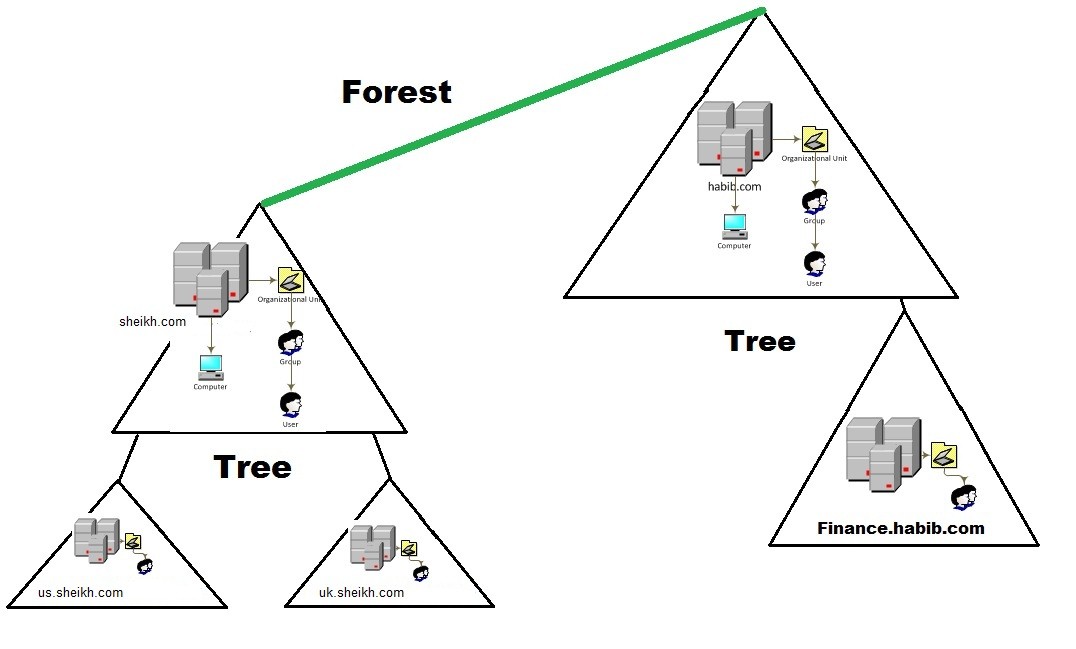 Forest
habib.com
Organizational Unit
Group
Computer
User
sheikh.com
Organizational Uni
Group
Computer
User
Tree
Tree
us.sheikh.com
uk.sheikh.com
Finance.habib.com